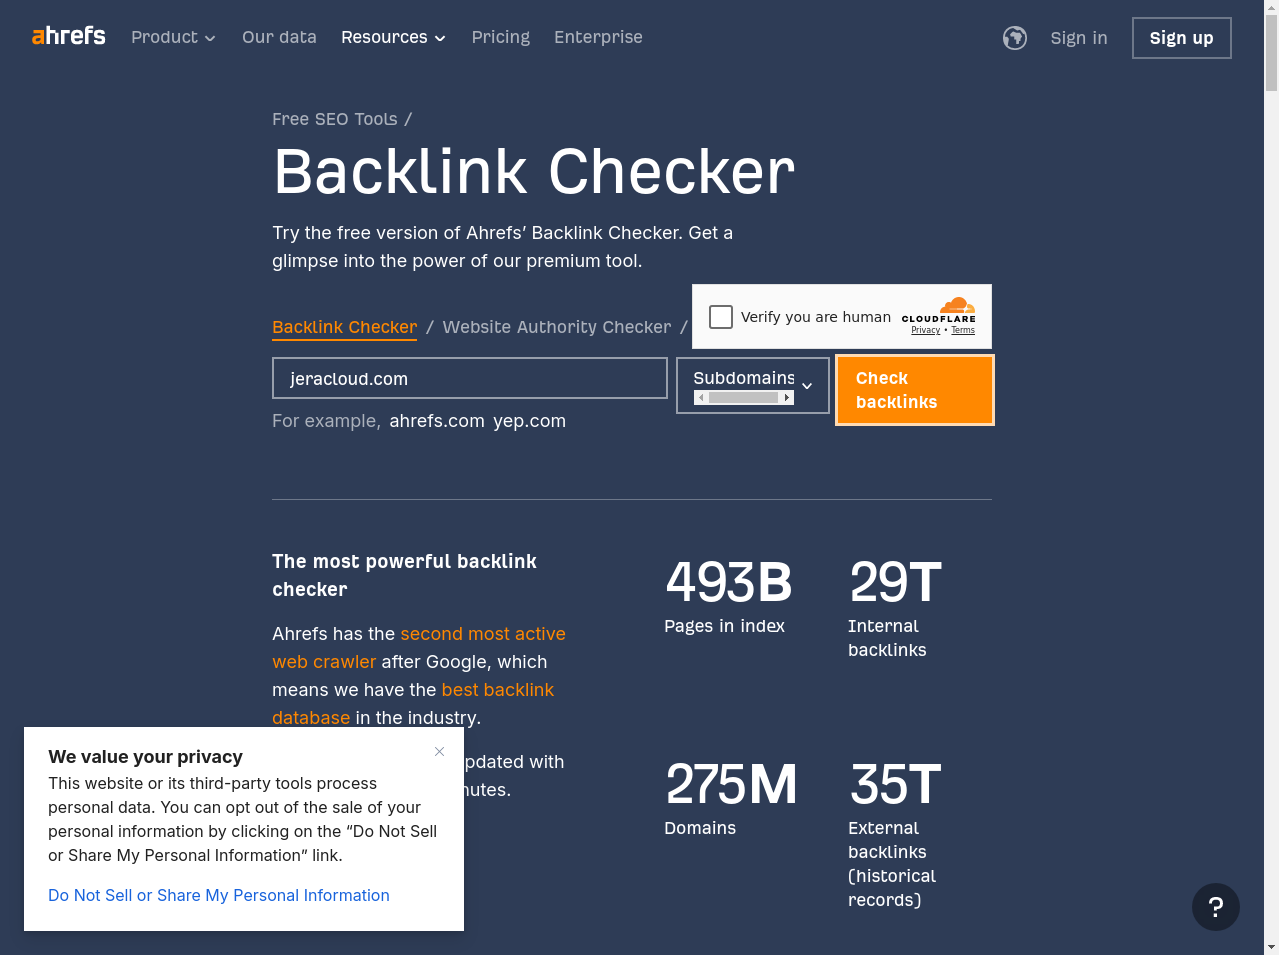 ahrefs Product Our data Resources Pricing Enterprise Sign in Sign up
Free SEO Tools /
Backlink Checker
Try the free version of Ahrefs’ Backlink Checker. Get a
glimpse into the power of our premium tool.
Backlink Checker / Website Authority Checker /
Verify you are human
CLOUDFLARE
Privacy • Terms
jeracloud.com
Subdomains
Check
backlinks
For example, ahrefs.com yep.com
The most powerful backlink
checker
Ahrefs has the second most active
web crawler after Google, which
means we have the best backlink
database in the industry.
pdated with
nutes.
493B
Pages in index
29T
Internal
backlinks
275M
Domains
35T
External
backlinks
(historical
records)
We value your privacy
This website or its third-party tools process
personal data. You can opt out of the sale of your
personal information by clicking on the “Do Not Sell
or Share My Personal Information” link.
Do Not Sell or Share My Personal Information
?